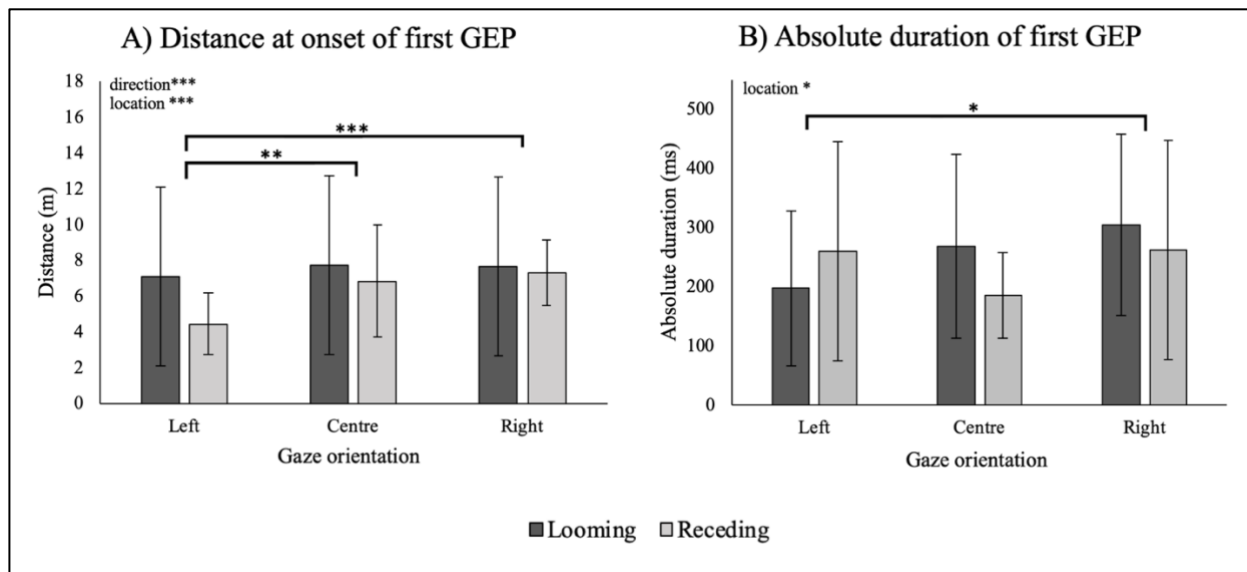 A) Distance at onset of first GEP
direction***
location ***
***
**
18
16
14
12
10
8
6
4
2
0
Distance (m)
Left
Centre
Right
Gaze orientation
B) Absolute duration of first GEP
location *
*
500
400
300
200
100
0
Absolute duration (ms)
Left
Centre
Right
Gaze orientation
Looming
Receding